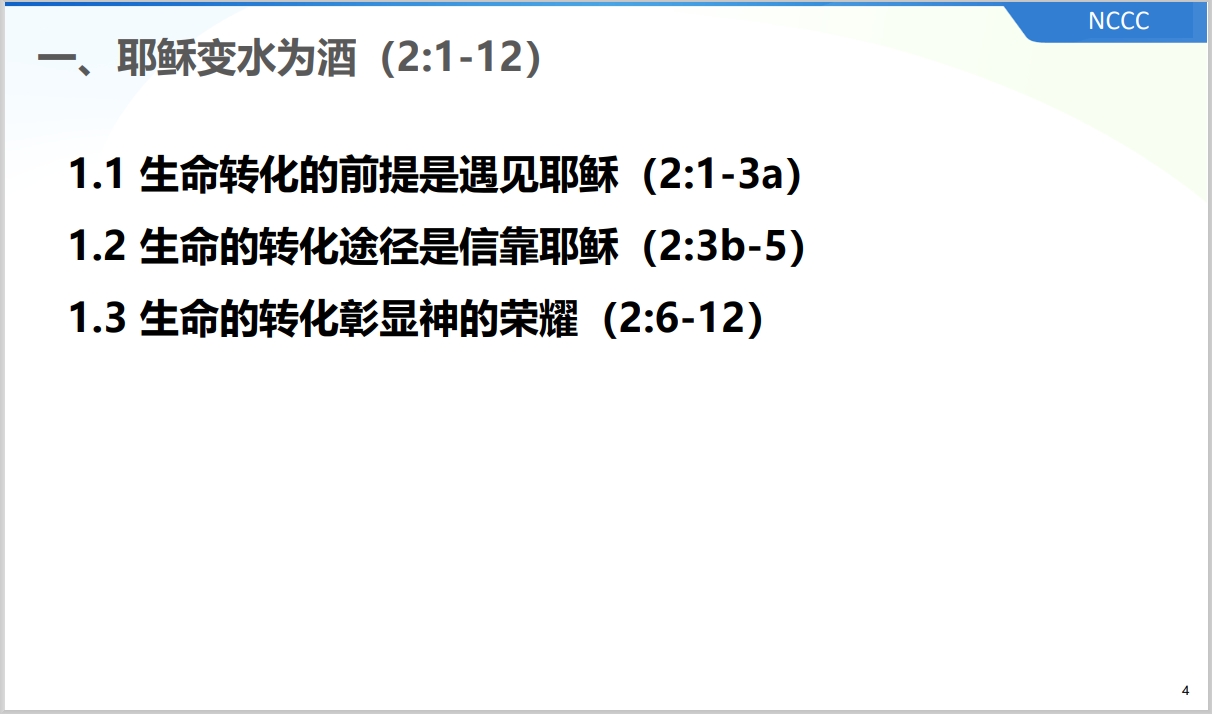 NCCC
一、耶稣变水为酒（2:1-12）
1.1 生命转化的前提是遇见耶稣（2:1-3a）
1.2 生命的转化途径是信靠耶稣（2:3b-5）
1.3 生命的转化彰显神的荣耀（2:6-12）
4